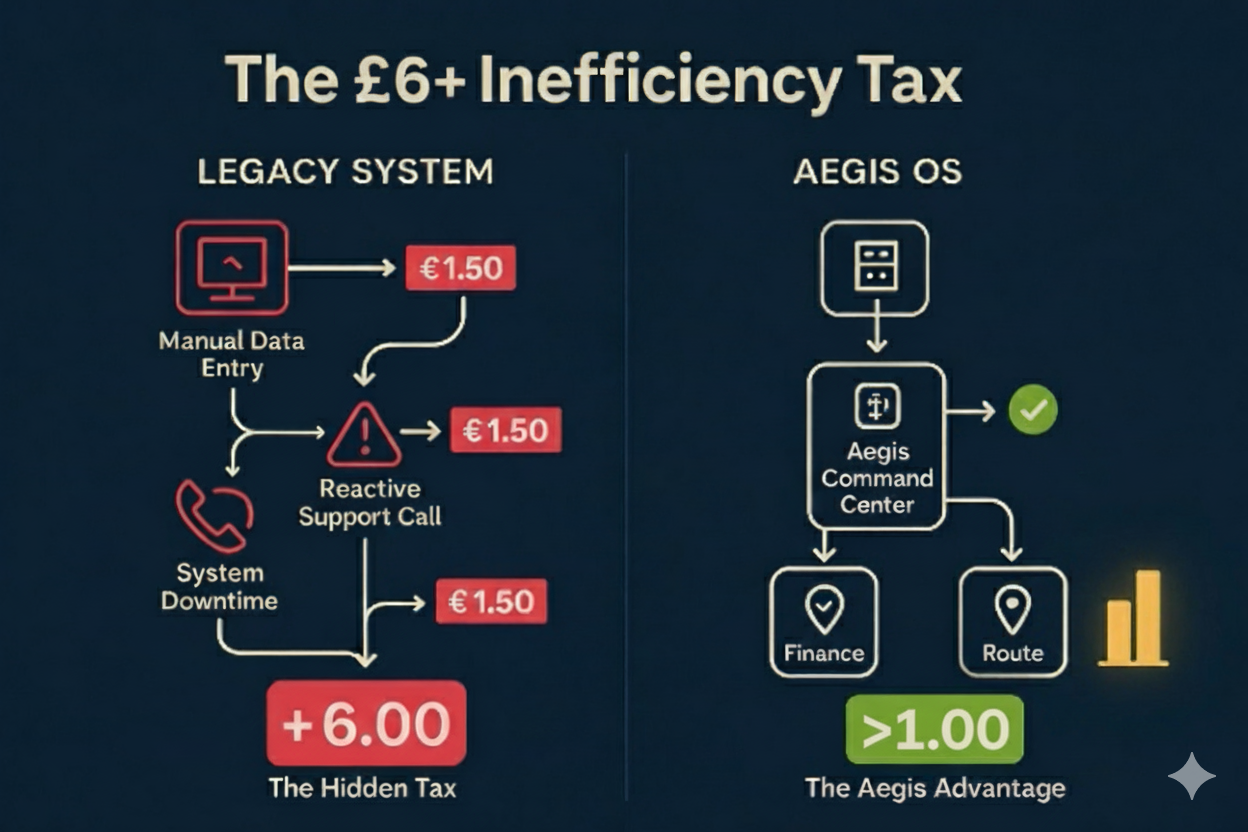 The £6+ Inefficiency Tax
LEGACY SYSTEM
€1.50
Manual Data
Entry
€1.50
Reactive
Support Call
System
Downtime
€1.50
+6.00
The Hidden Tax
AEGIS OS
Aegis
Command
Center
Finance
Route
>1.00
The Aegis Advantage